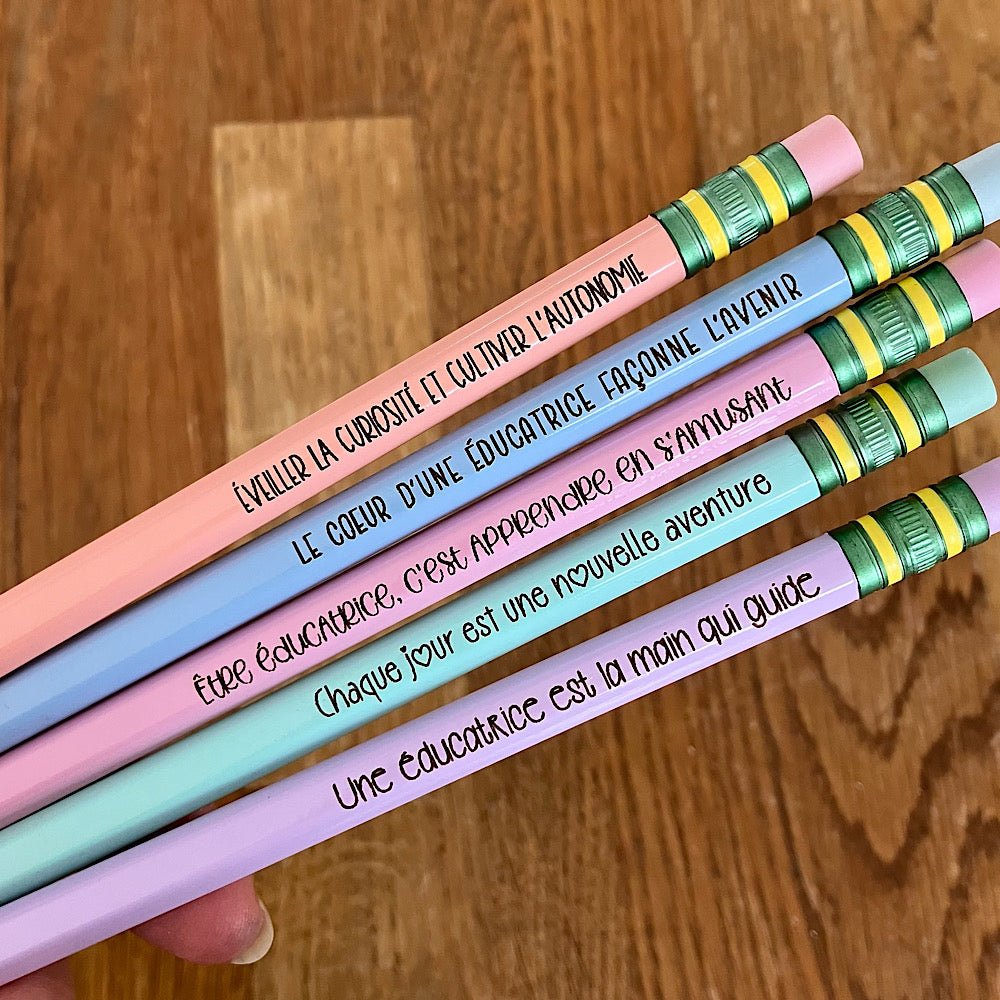 ÉVEILLER LA CURIOSITÉ ET CULTIVER L'AUTONOMIE
LE COEUR D'UNE ÉDUCATRICE FAÇONNE L'AVENIR
Être éducatrice, c'est apprendre en s'amusant
Chaque jour est une nouvelle aventure
Une éducatrice est la main qui guide